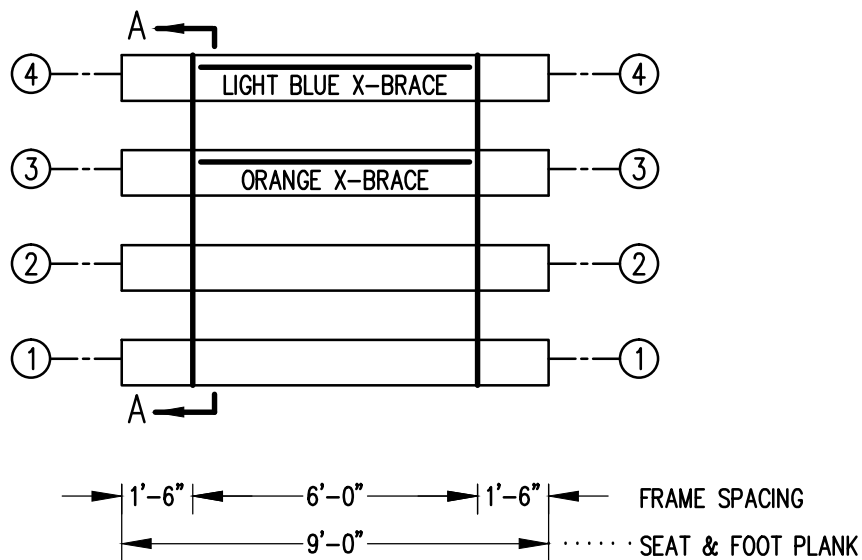 A
4 LIGHT BLUE X-BRACE 4
3 ORANGE X-BRACE 3
2 2
1 1
A
1'-6" 6'-0" 1'-6" FRAME SPACING
9'-0" SEAT & FOOT PLANK